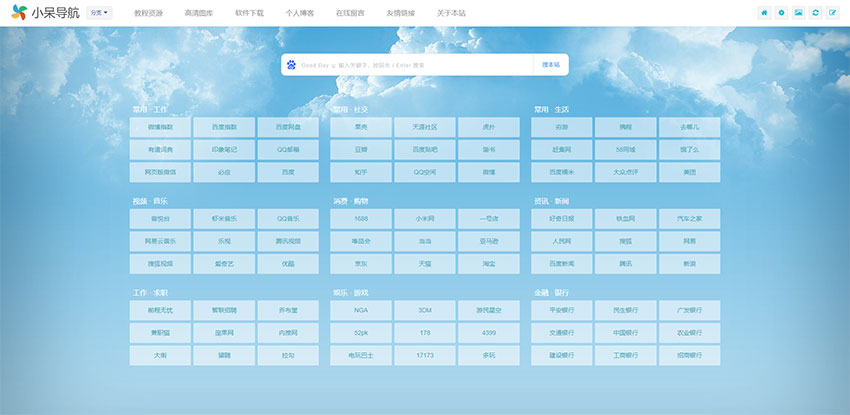 小呆导航 分页 教程资源 高清图库 软件下载 个人博客 在线留言 友情链接 关于本站
Good Day 输入关键字、按回车 / Enter 搜索 搜本站
常用 · 工作 常用 · 社交 常用 · 生活
微博指数 百度指数 百度网盘 天涯社区 虎扑 穷游 携程 去哪儿
有道词典 印象笔记 QQ邮箱 豆瓣 百度贴吧 脸书 赶集网 58同城 饿了么
网页版微信 必应 百度 知乎 QQ空间 微博 百度糯米 大众点评 美团
视频 · 音乐 消费 · 购物 资讯 · 新闻
音悦台 虾米音乐 QQ音乐 1688 小米网 一号店 好奇日报 铁血网 汽车之家
网易云音乐 乐视 腾讯视频 唯品会 当当 亚马逊 人民网 搜狐 网易
搜狐视频 爱奇艺 优酷 京东 天猫 淘宝 百度新闻 腾讯 新浪
工作 · 求职 娱乐 · 游戏 金融 · 银行
前程无忧 智联招聘 乔布堂 NGA 3DM 游民星空 平安银行 民生银行 广发银行
兼职猫 应届网 内推网 52pk 178 4399 交通银行 中国银行 农业银行
大街 猎聘 拉勾 电玩巴士 17173 多玩 建设银行 工商银行 招商银行